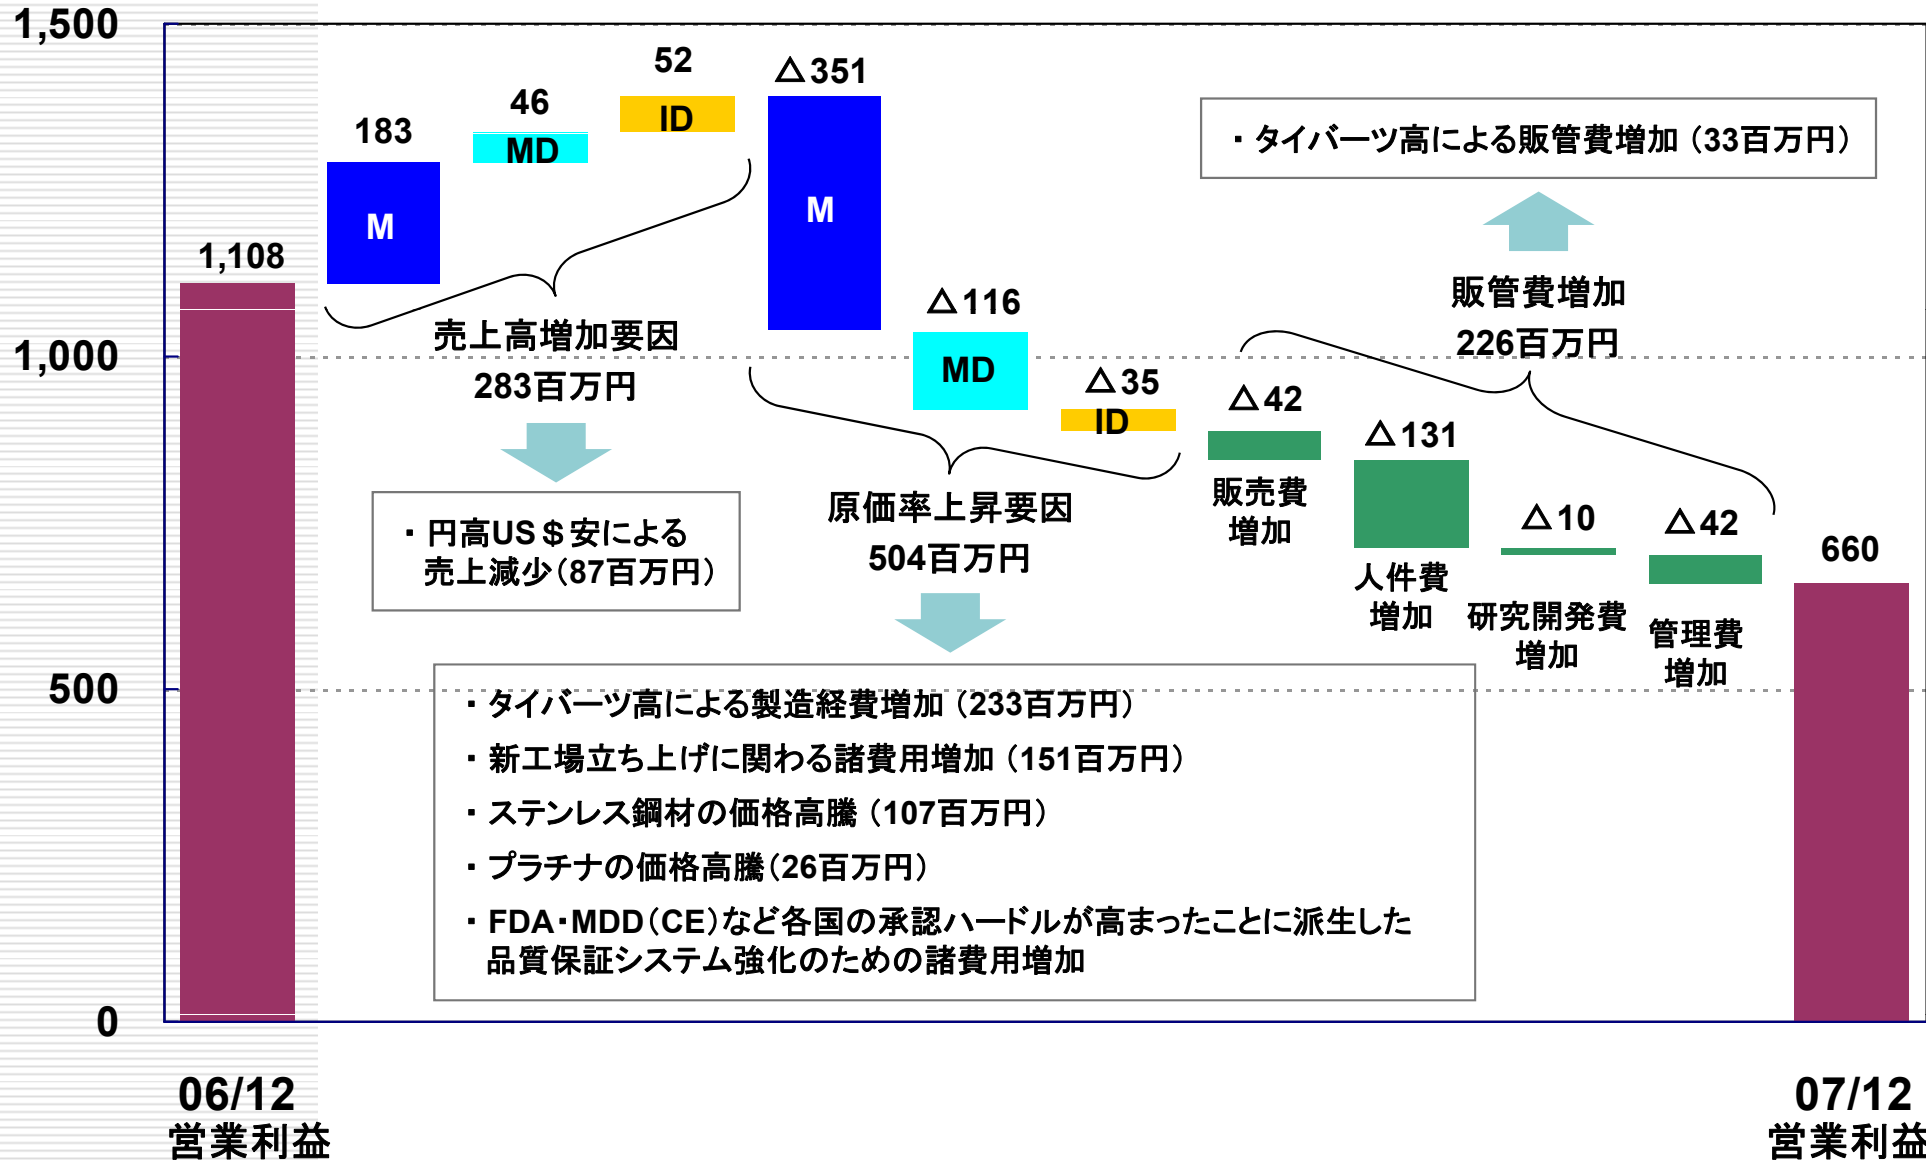 1,500
1,000
500
0
1,108
183
M
46
MD
52
ID
△351
M
△116
MD
△35
ID
△42
販売費
増加
△131
人件費
増加
△10
研究開発費
増加
△42
管理費
増加
660
売上高増加要因
283百万円
・円高US＄安による
売上減少（87百万円）
原価率上昇要因
504百万円
・タイバーツ高による製造経費増加（233百万円）
・新工場立ち上げに関わる諸費用増加（151百万円）
・ステンレス鋼材の価格高騰（107百万円）
・プラチナの価格高騰（26百万円）
・FDA・MDD（CE）など各国の承認ハードルが高まったことに派生した
品質保証システム強化のための諸費用増加
・タイバーツ高による販管費増加（33百万円）
販管費増加
226百万円
06/12
営業利益
07/12
営業利益